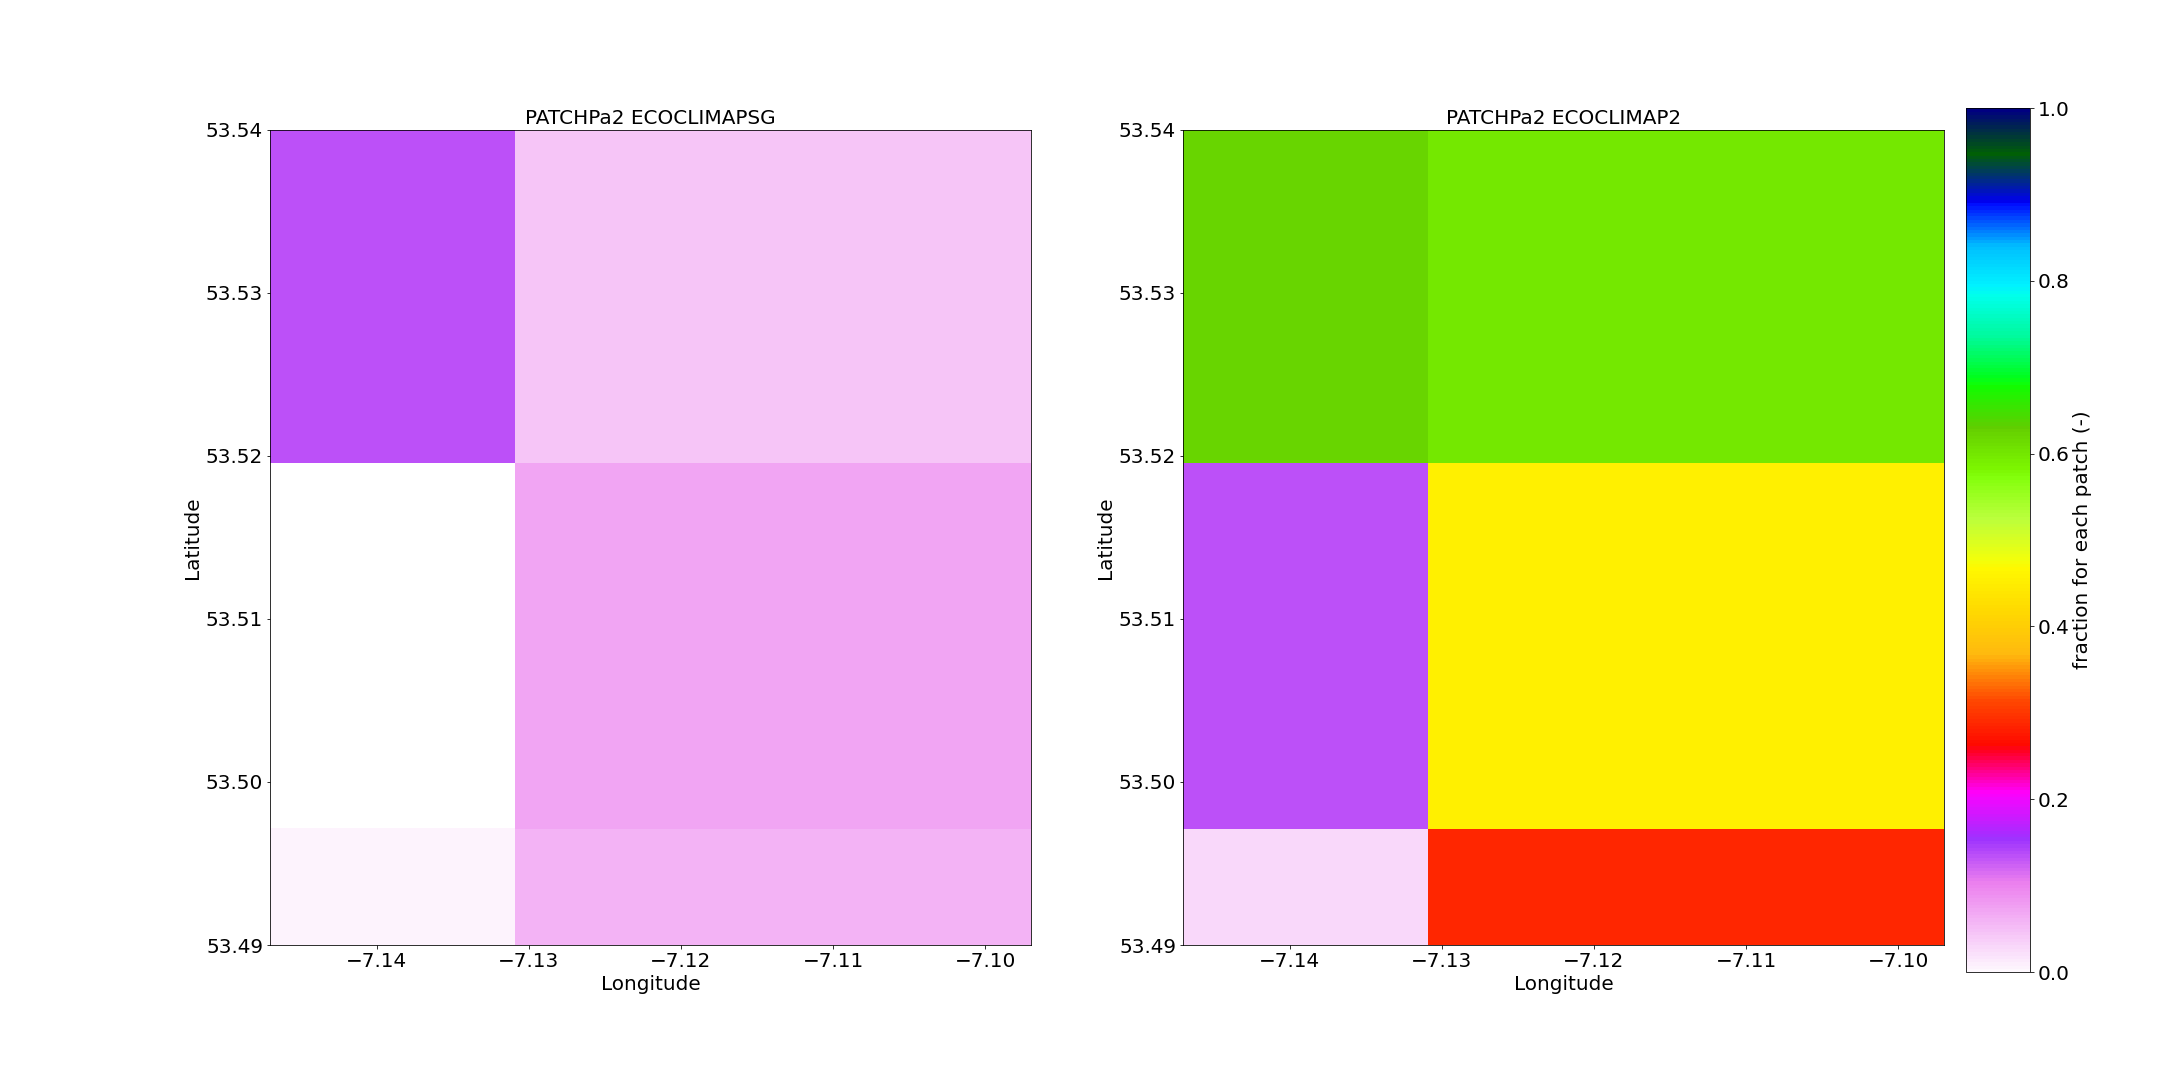 PATCHPa2 ECOCLIMAPSG
53.54
53.53
53.52
53.51
53.50
53.49
Latitude
−7.14 −7.13 −7.12 −7.11 −7.10
Longitude
PATCHPa2 ECOCLIMAP2
53.54
53.53
53.52
53.51
53.50
53.49
Latitude
−7.14 −7.13 −7.12 −7.11 −7.10
Longitude
1.0
0.8
0.6
0.4
0.2
0.0
fraction for each patch (-)